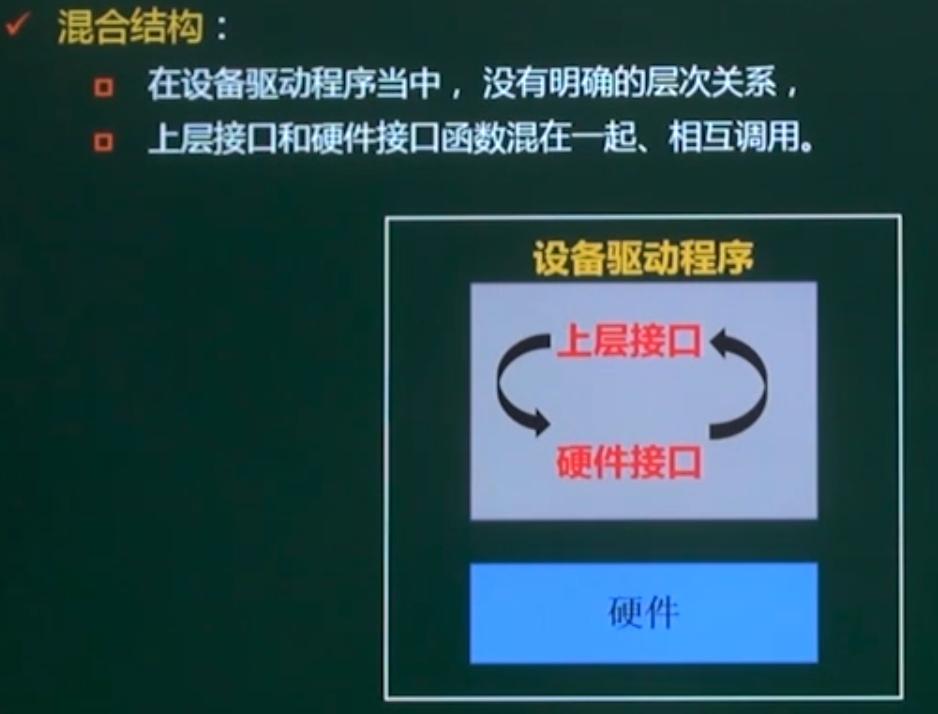 ✓ 混合结构：
在设备驱动程序当中，没有明确的层次关系，
上层接口和硬件接口函数混在一起、相互调用。
设备驱动程序
上层接口
硬件接口
硬件